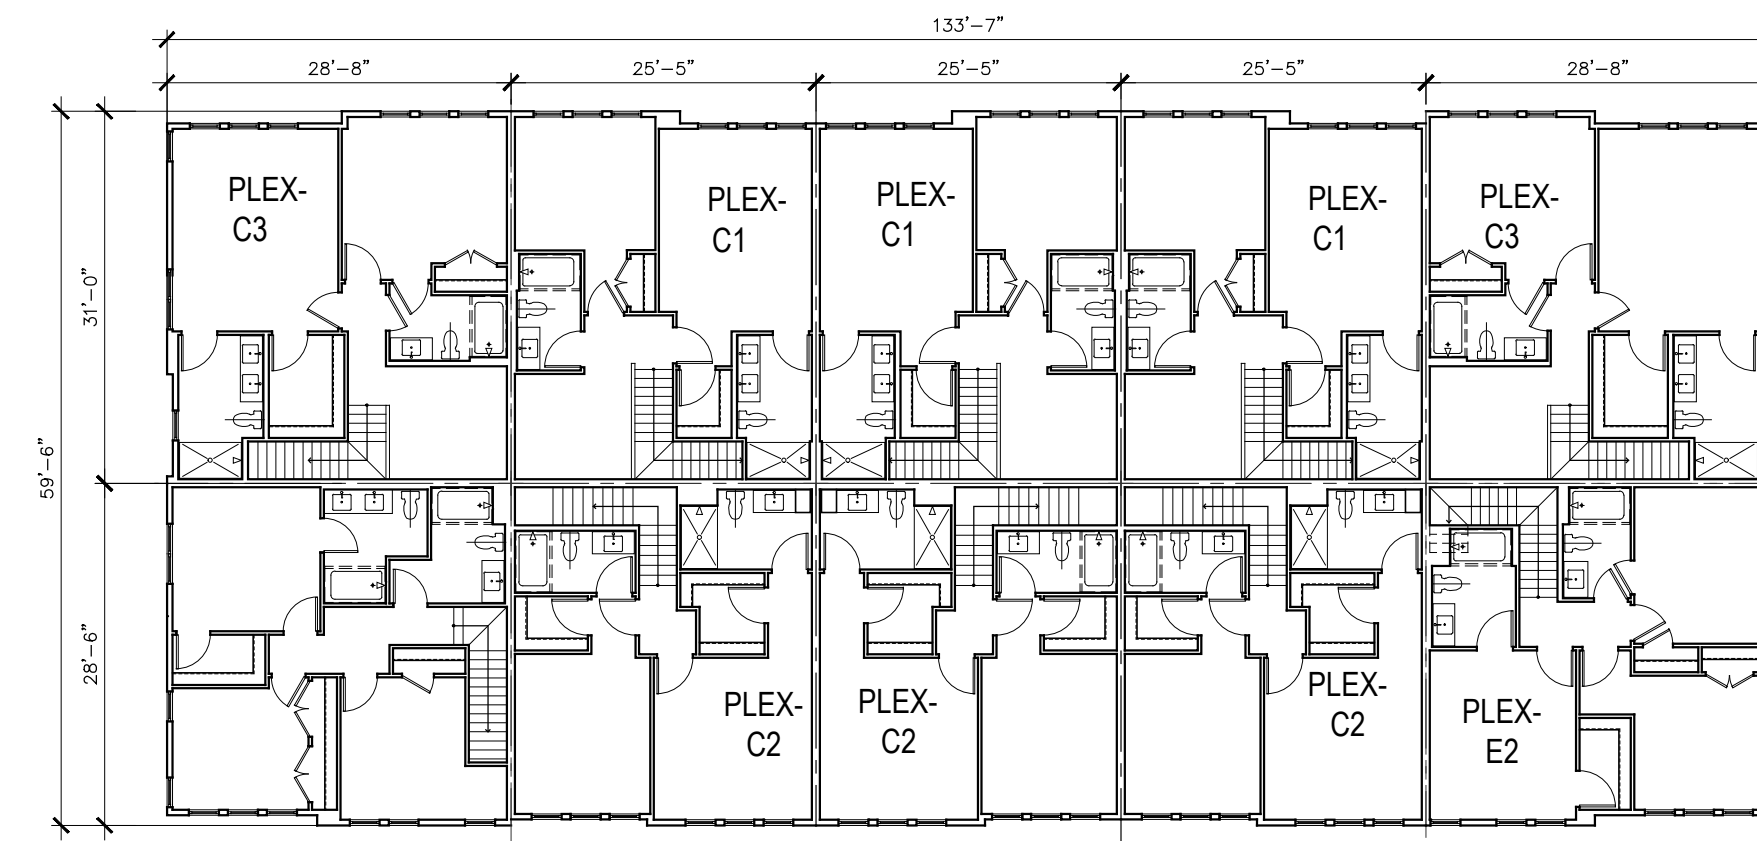 133'-7"
28'-8"
25'-5"
25'-5"
25'-5"
28'-8"
PLEX-
C3
PLEX-
C1
PLEX-
C1
PLEX-
C1
PLEX-
C3
31'-0"
59'-6"
28'-6"
PLEX-
C2
PLEX-
C2
PLEX-
C2
PLEX-
E2